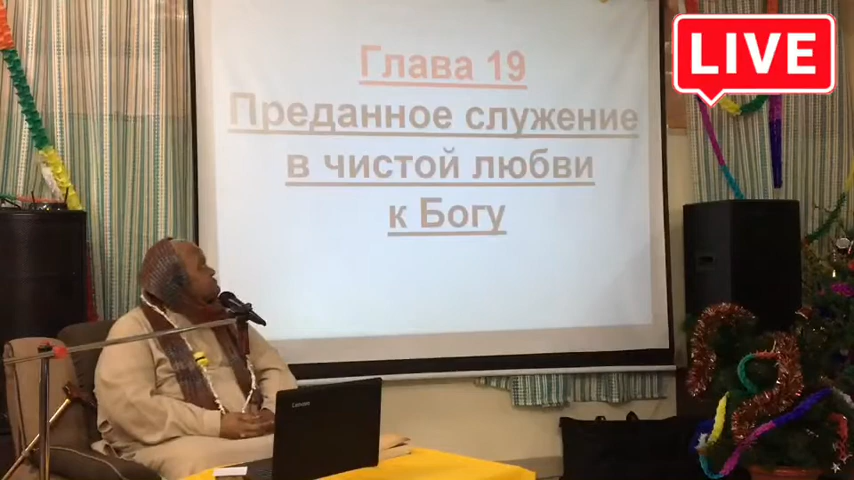 LIVE
Глава 19
Преданное служение
в чистой любви
к Богу
Lenovo